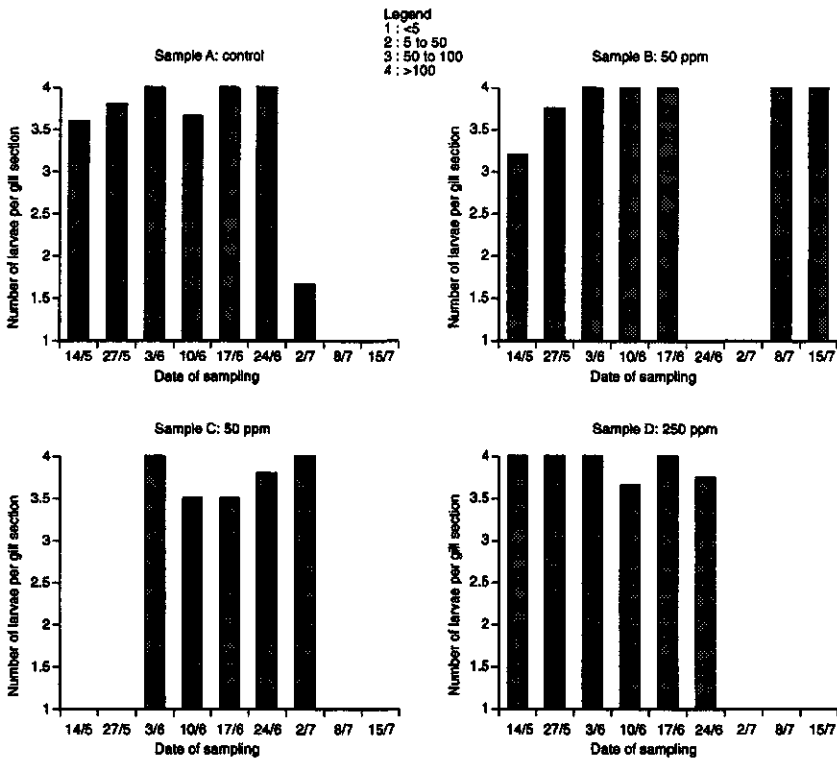 Legend
1 : <5
2 : 5 to 50
3 : 50 to 100
4 : >100
Sample A: control
Number of larvae per gill section
4
3.5
3
2.5
2
1.5
1
14/5 27/5 3/6 10/6 17/6 24/6 2/7 8/7 15/7
Date of sampling
Sample B: 50 ppm
Number of larvae per gill section
4
3.5
3
2.5
2
1.5
1
14/5 27/5 3/6 10/6 17/6 24/6 2/7 8/7 15/7
Date of sampling
Sample C: 50 ppm
Number of larvae per gill section
4
3.5
3
2.5
2
1.5
1
14/5 27/5 3/6 10/6 17/6 24/6 2/7 8/7 15/7
Date of sampling
Sample D: 250 ppm
Number of larvae per gill section
4
3.5
3
2.5
2
1.5
1
14/5 27/5 3/6 10/6 17/6 24/6 2/7 8/7 15/7
Date of sampling